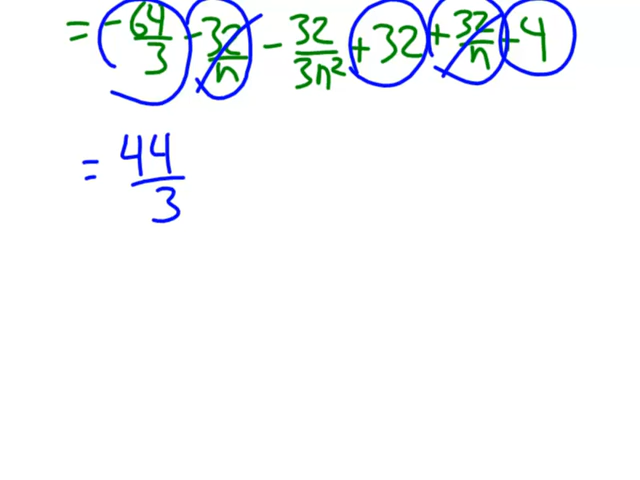 = -64/3 - 32/n - 32/3n² + 32 + 32/n + 4
= 44/3